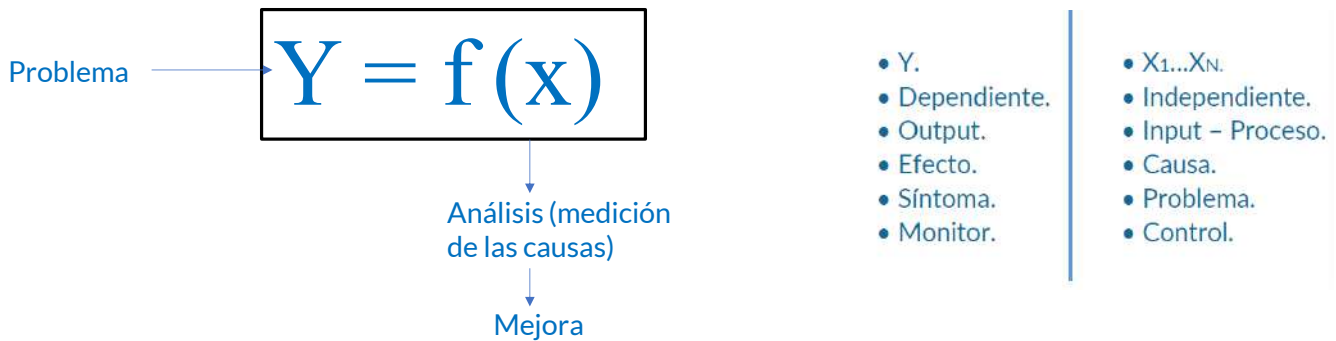 Problema
Y = f (x)
Análisis (medición
de las causas)
Mejora
• Y.
• Dependiente.
• Output.
• Efecto.
• Síntoma.
• Monitor.
• X1...XN.
• Independiente.
• Input – Proceso.
• Causa.
• Problema.
• Control.